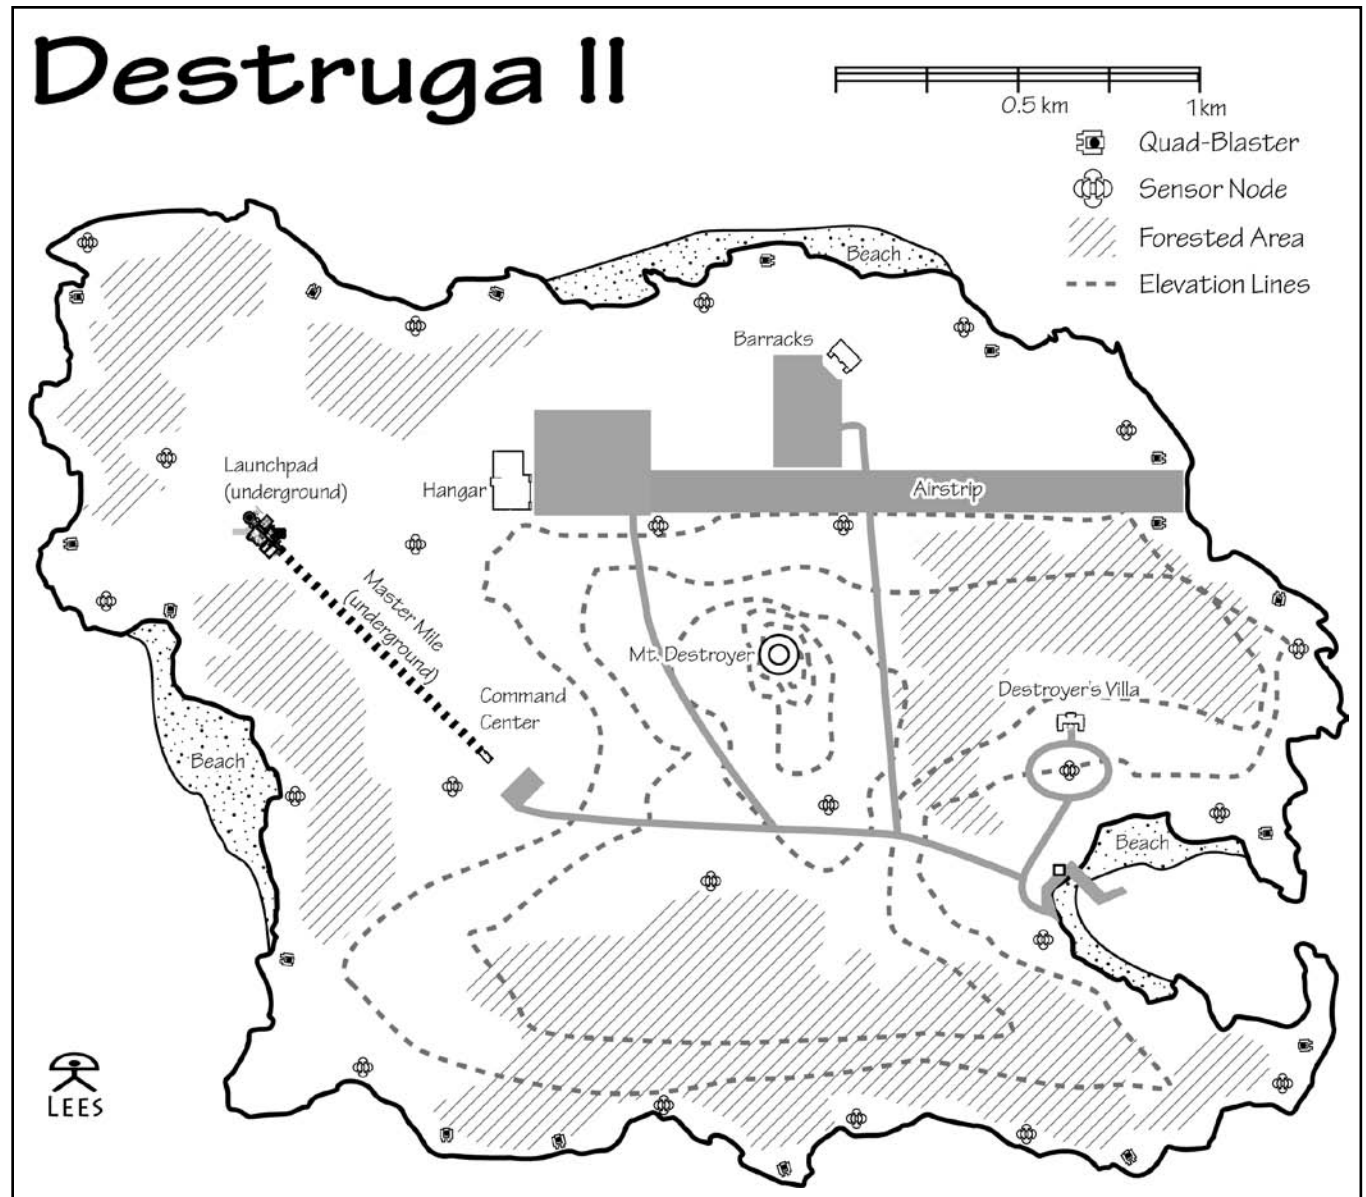 Destruga II
0.5 km
1km
Quad-Blaster
Sensor Node
Forested Area
Elevation Lines
Beach
Barracks
Launchpad
(underground)
Hangar
Airstrip
Master Mile
(underground)
Mt. Destroyer
Command
Center
Destroyer's Villa
Beach
Beach
LEES